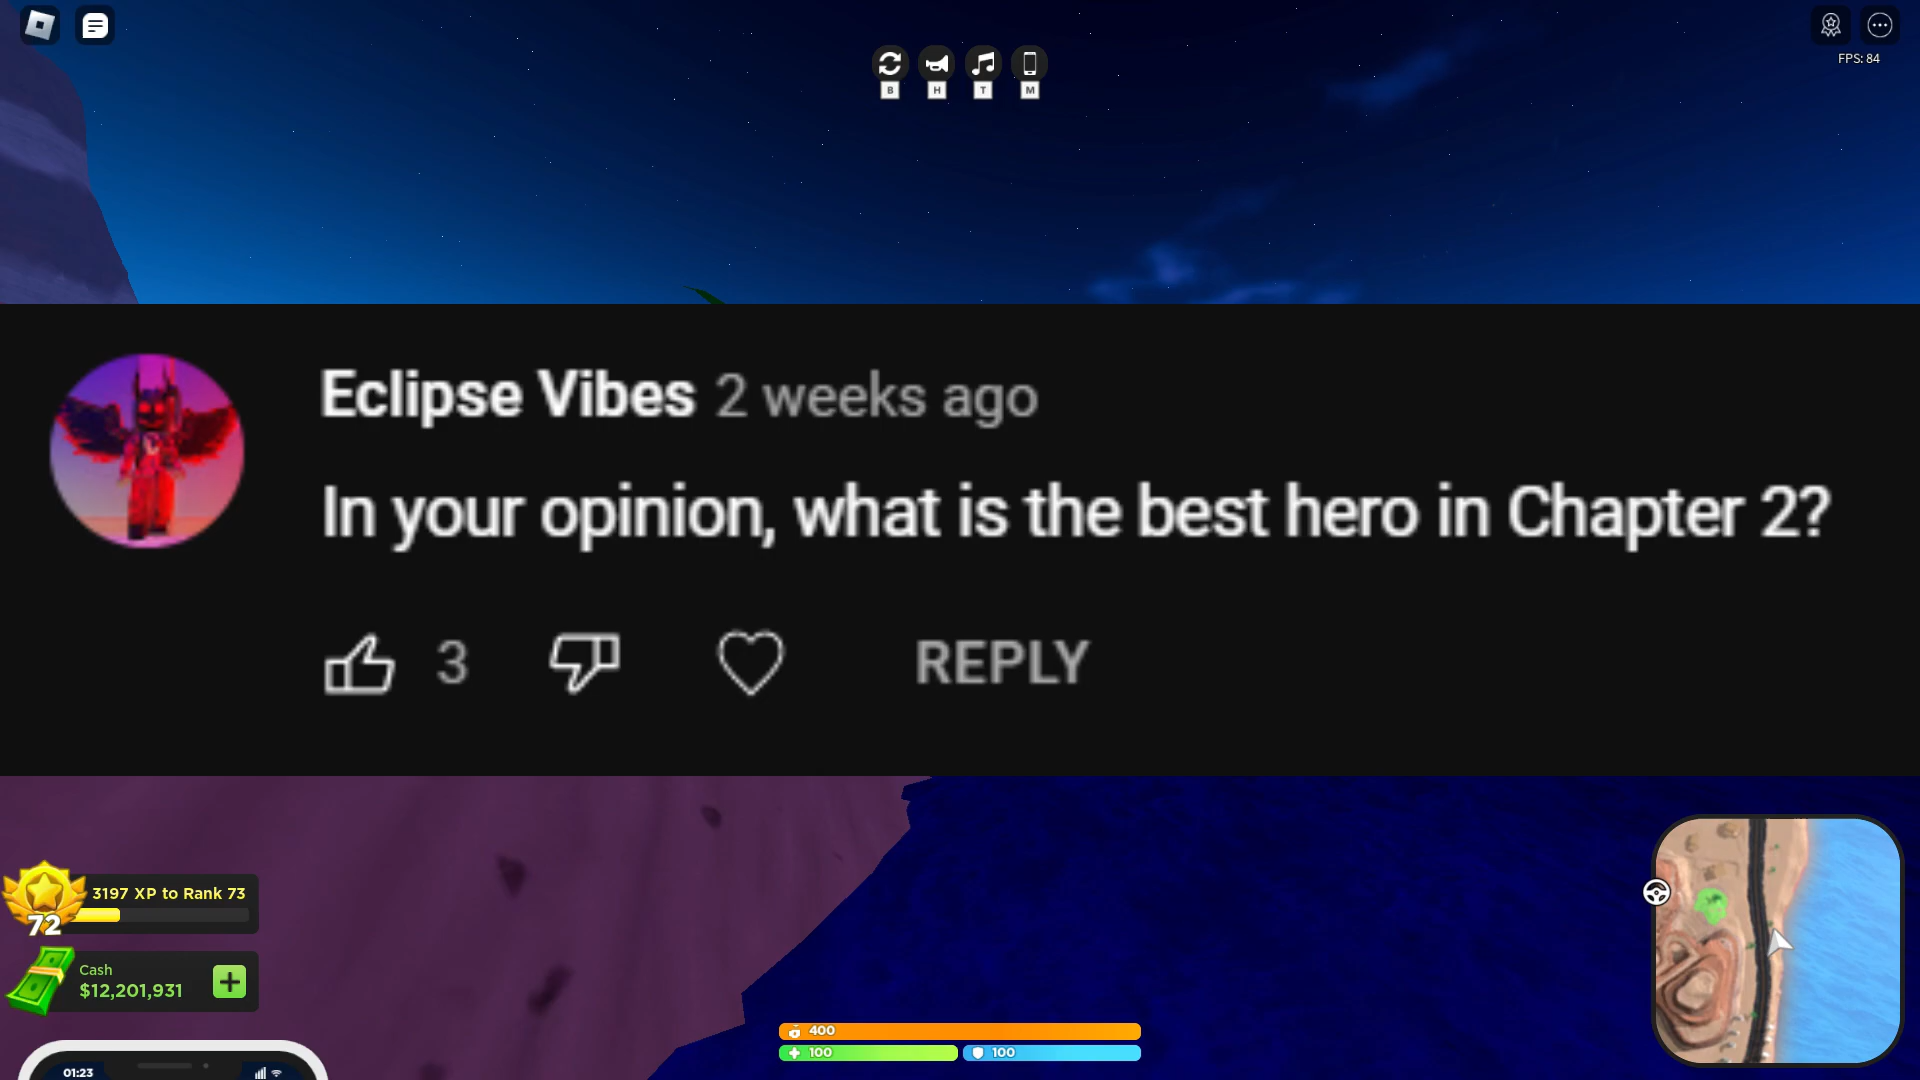 FPS: 84
B H T M
Eclipse Vibes 2 weeks ago
In your opinion, what is the best hero in Chapter 2?
3 REPLY
3197 XP to Rank 73
72
Cash
$12,201,931
400
100 100
01:23